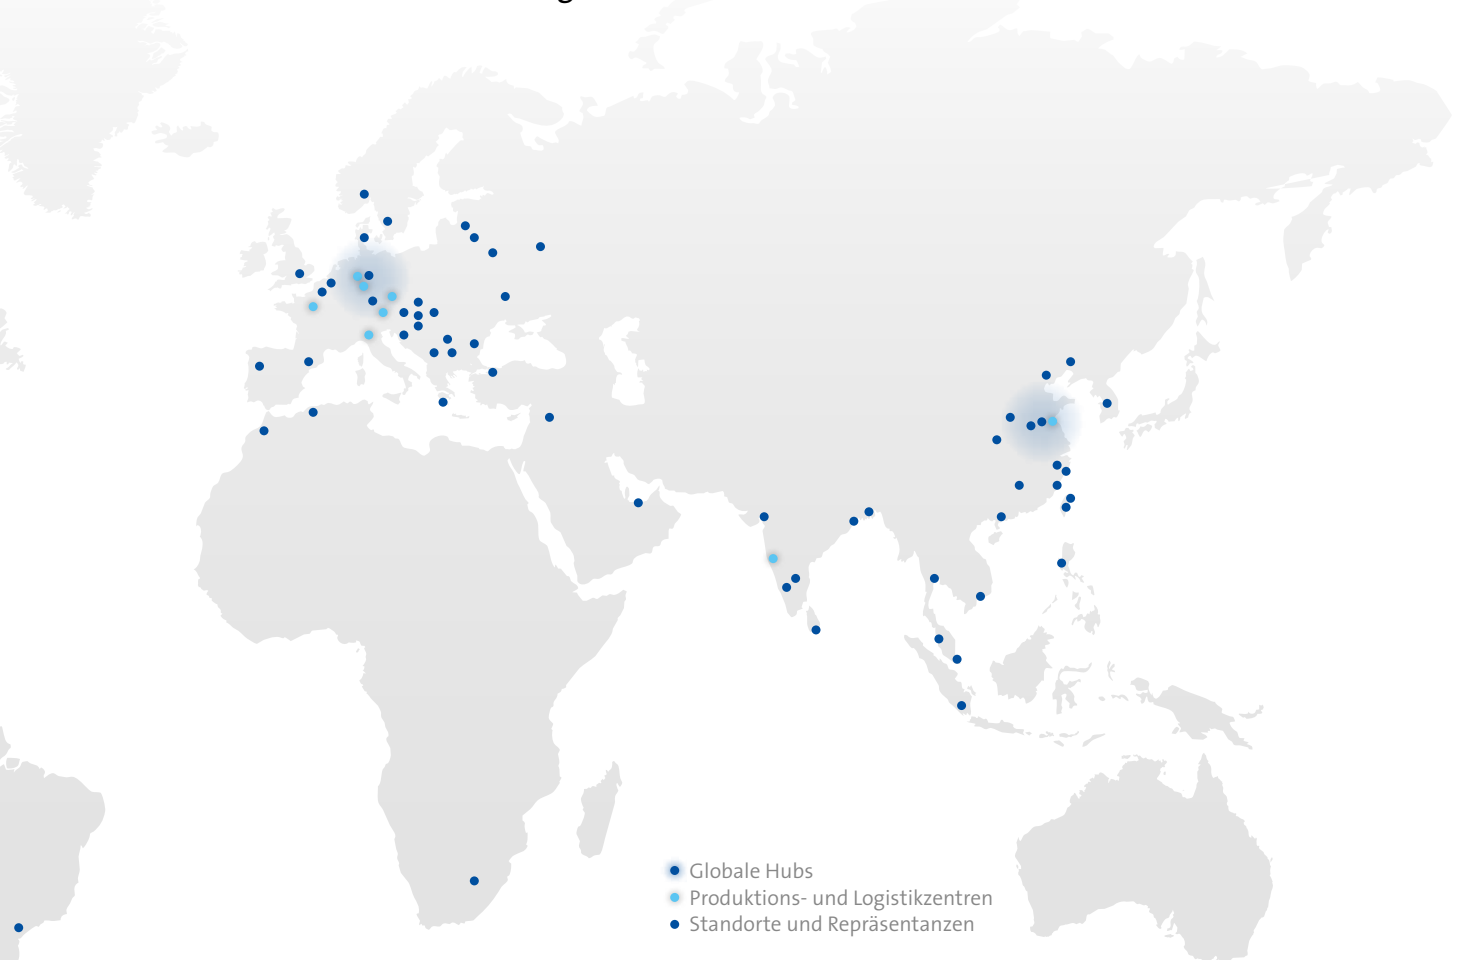 Globale Hubs
Produktions- und Logistikzentren
Standorte und Repräsentanzen